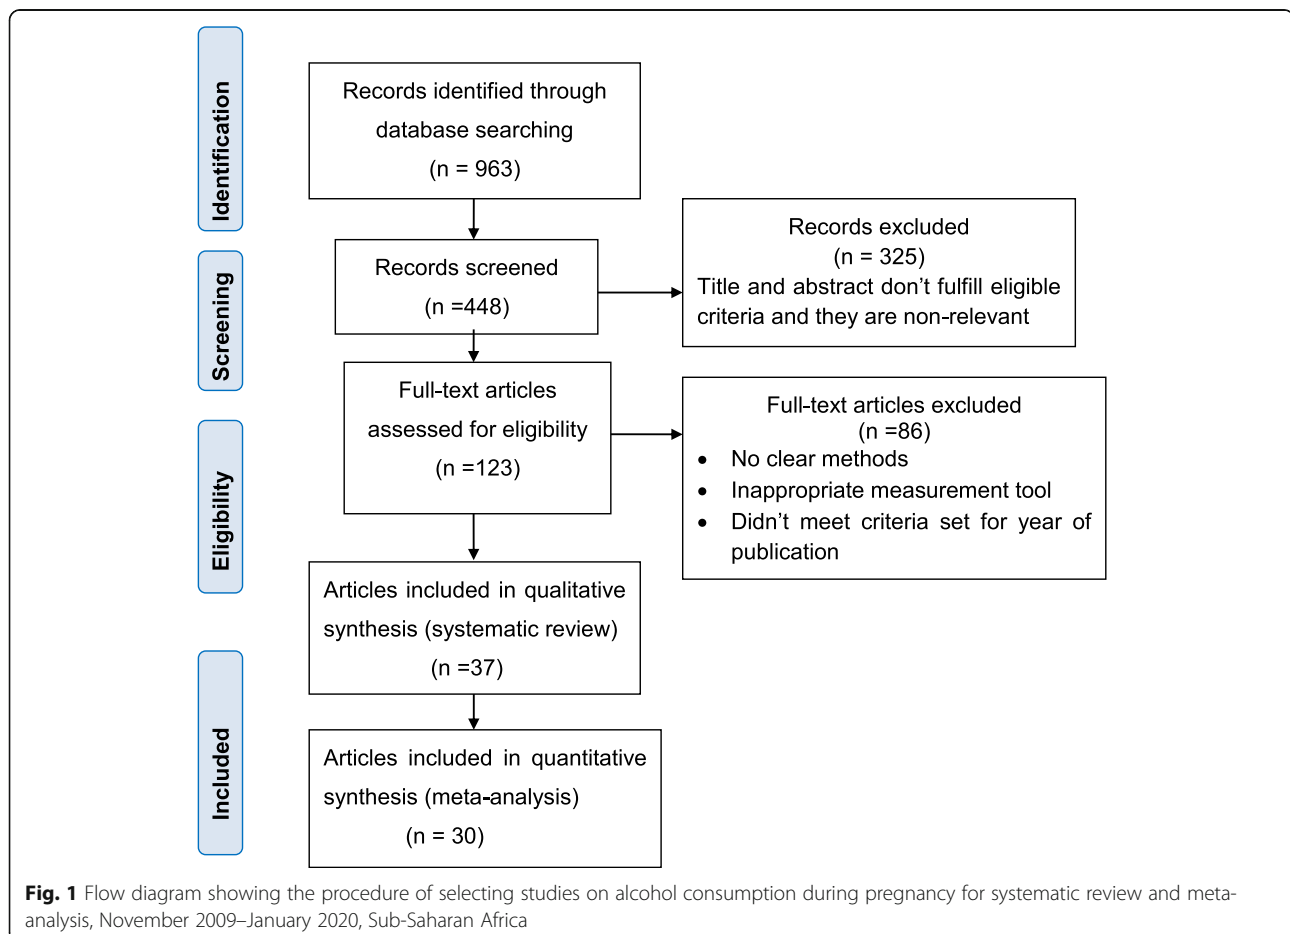 Identification
Records identified through
database searching
(n = 963)
Records excluded
(n = 325)
Title and abstract don't fulfill eligible
criteria and they are non-relevant
Screening
Records screened
(n =448)
Full-text articles
assessed for eligibility
(n =123)
Full-text articles excluded
(n =86)
• No clear methods
• Inappropriate measurement tool
• Didn't meet criteria set for year of
publication
Eligibility
Articles included in qualitative
synthesis (systematic review)
(n =37)
Included
Articles included in quantitative
synthesis (meta-analysis)
(n = 30)
Fig. 1 Flow diagram showing the procedure of selecting studies on alcohol consumption during pregnancy for systematic review and meta-
analysis, November 2009–January 2020, Sub-Saharan Africa